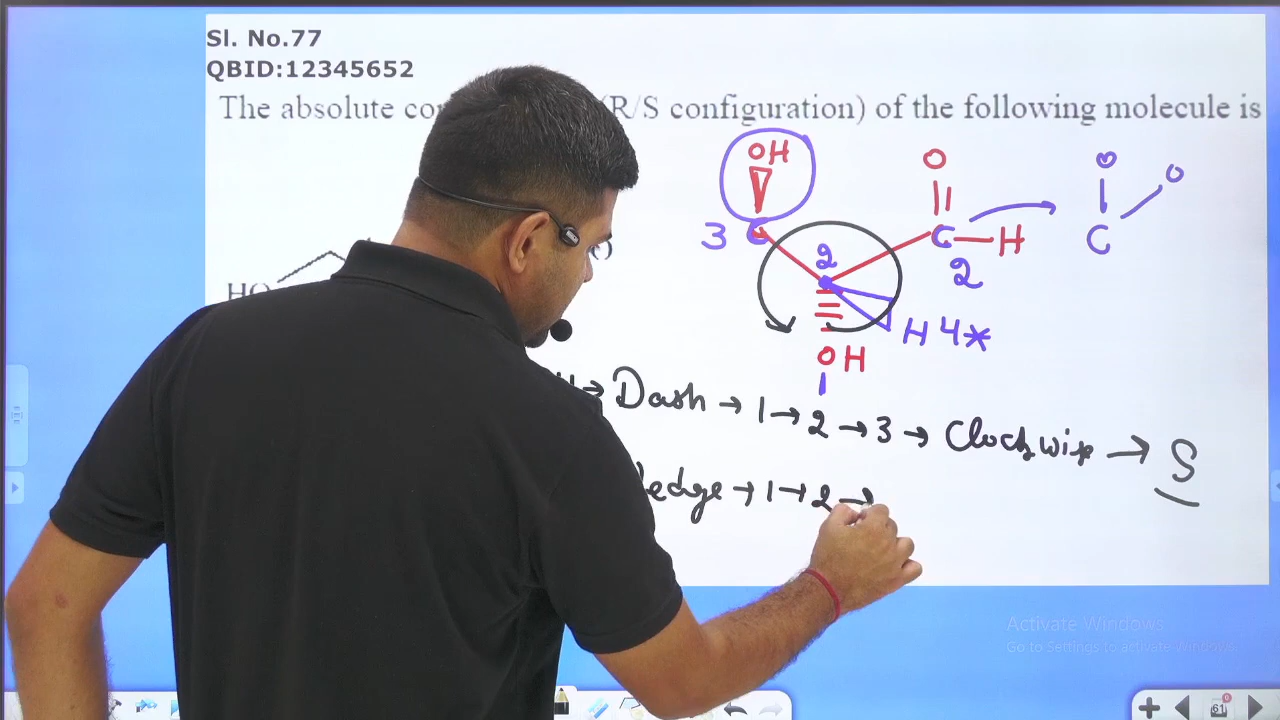 Sl. No.77
QBID:12345652
The absolute co (R/S configuration) of the following molecule is
OH
O
O
O
3
C
2
C
H
C
2
HO
H 4*
OH
1
Dash → 1 → 2 → 3 → Clockwise → S
ledge → 1 → 2 →
Activate Windows
Go to Settings to activate Windows.
61